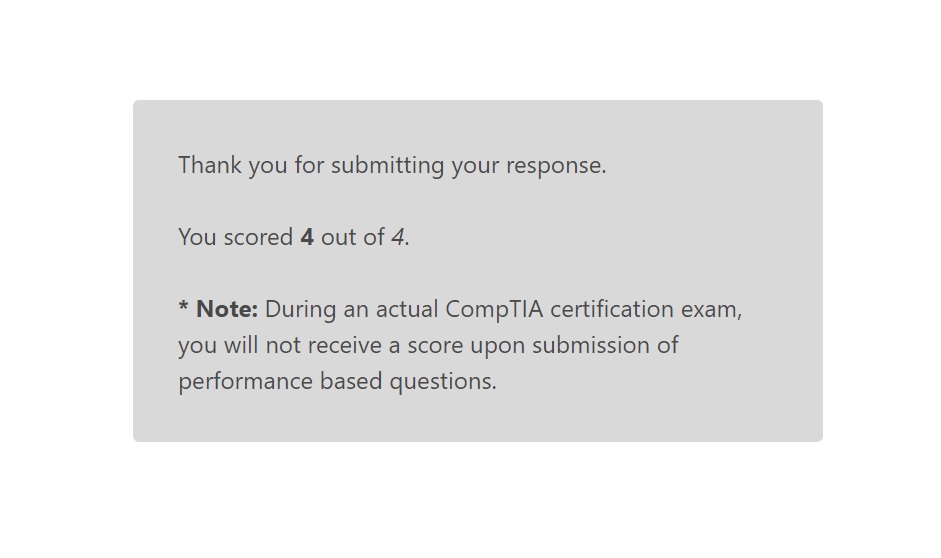 Thank you for submitting your response.
You scored 4 out of 4.
* Note: During an actual CompTIA certification exam,
you will not receive a score upon submission of
performance based questions.